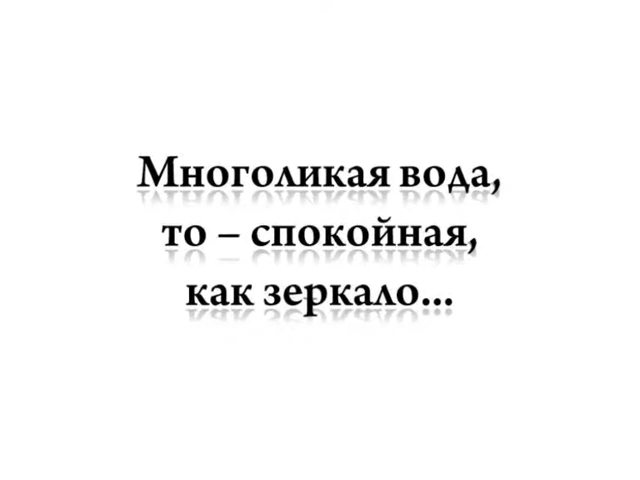 Многоликая вода,
то – спокойная,
как зеркало...